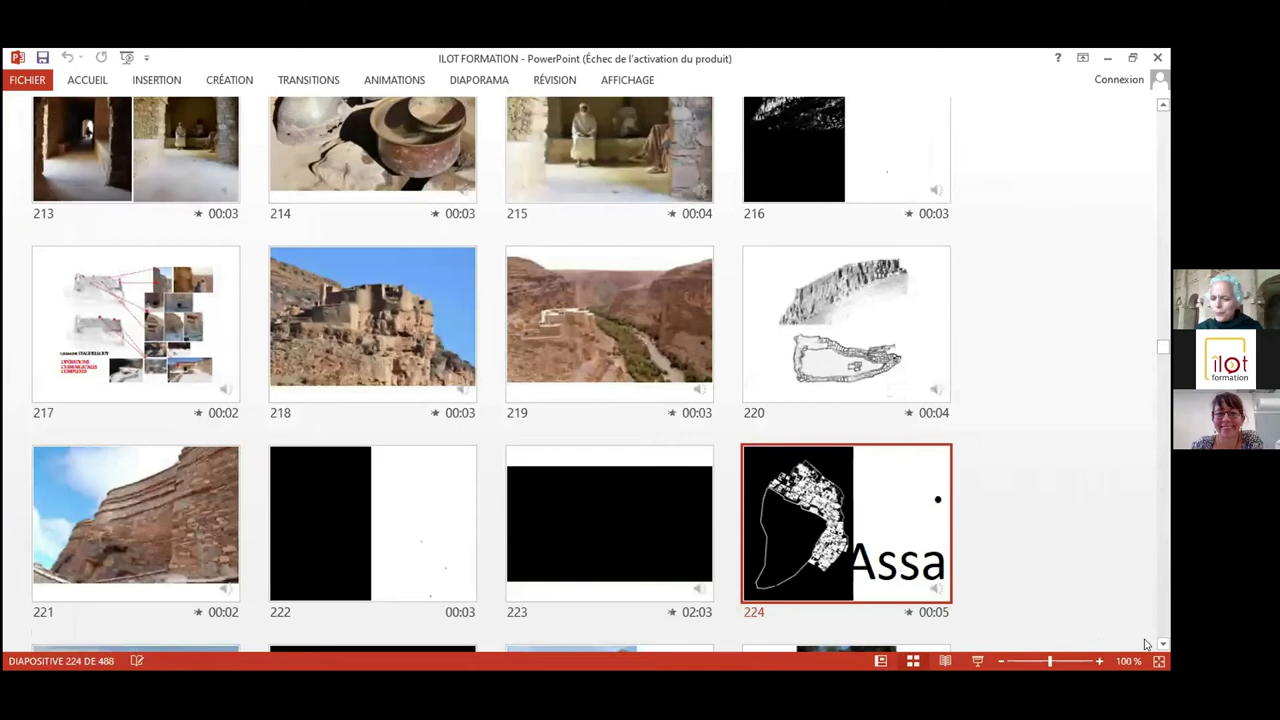 ILOT FORMATION - PowerPoint (Échec de l'activation du produit)
?
FICHIER ACCUEIL INSERTION CRÉATION TRANSITIONS ANIMATIONS DIAPORAMA RÉVISION AFFICHAGE Connexion
213 00:03 214 00:03 215 00:04 216 00:03
217 00:02 218 00:03 219 00:03 220 00:04
Assa
221 00:02 222 00:03 223 02:03 224 00:05
DIAPOSITIVE 224 DE 488 100 %
îlot
formation